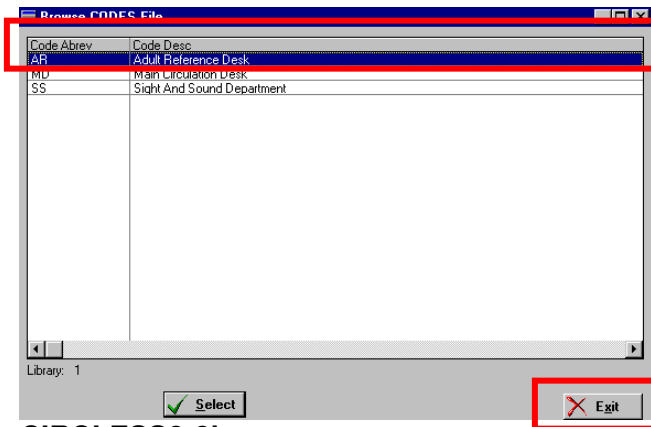 Browse CODES File
Code Abrev Code Desc
AR Adult Reference Desk
MD Main Circulation Desk
SS Sight And Sound Department
Library: 1
Select Exit